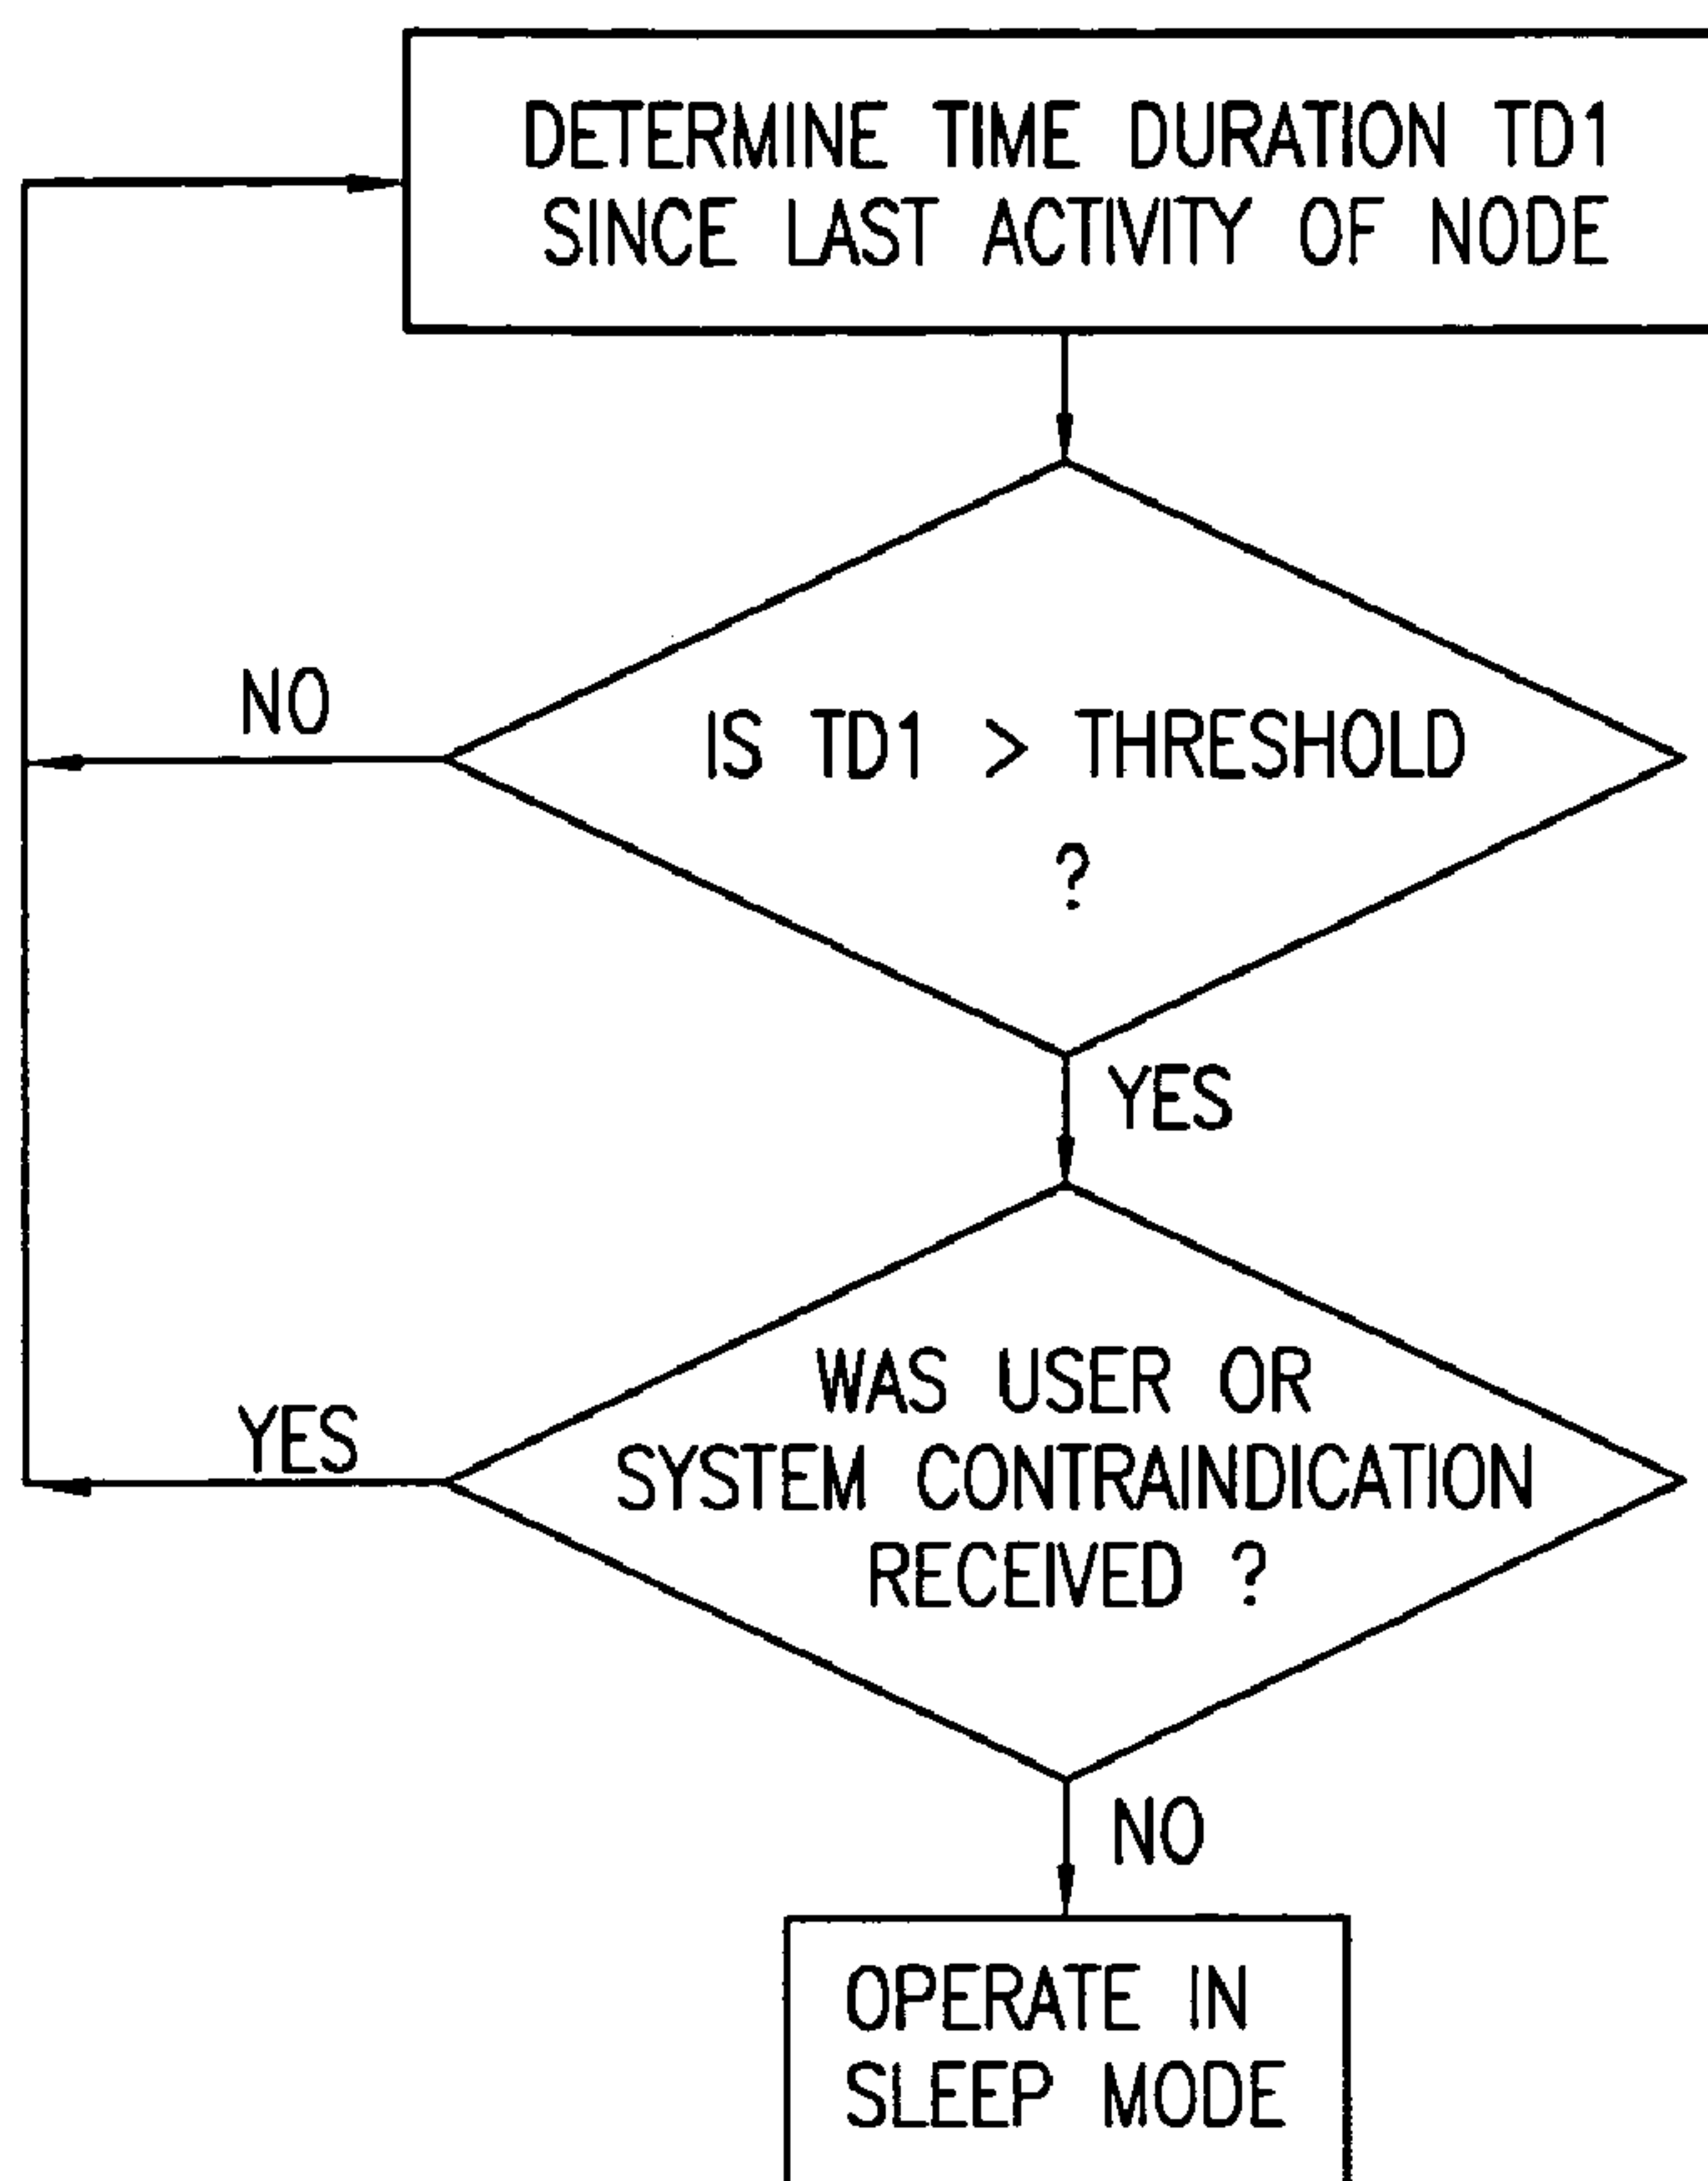 DETERMINE TIME DURATION TD1
SINCE LAST ACTIVITY OF NODE
NO
IS TD1 > THRESHOLD
?
YES
WAS USER OR
SYSTEM CONTRAINDICATION
RECEIVED ?
YES
NO
OPERATE IN
SLEEP MODE